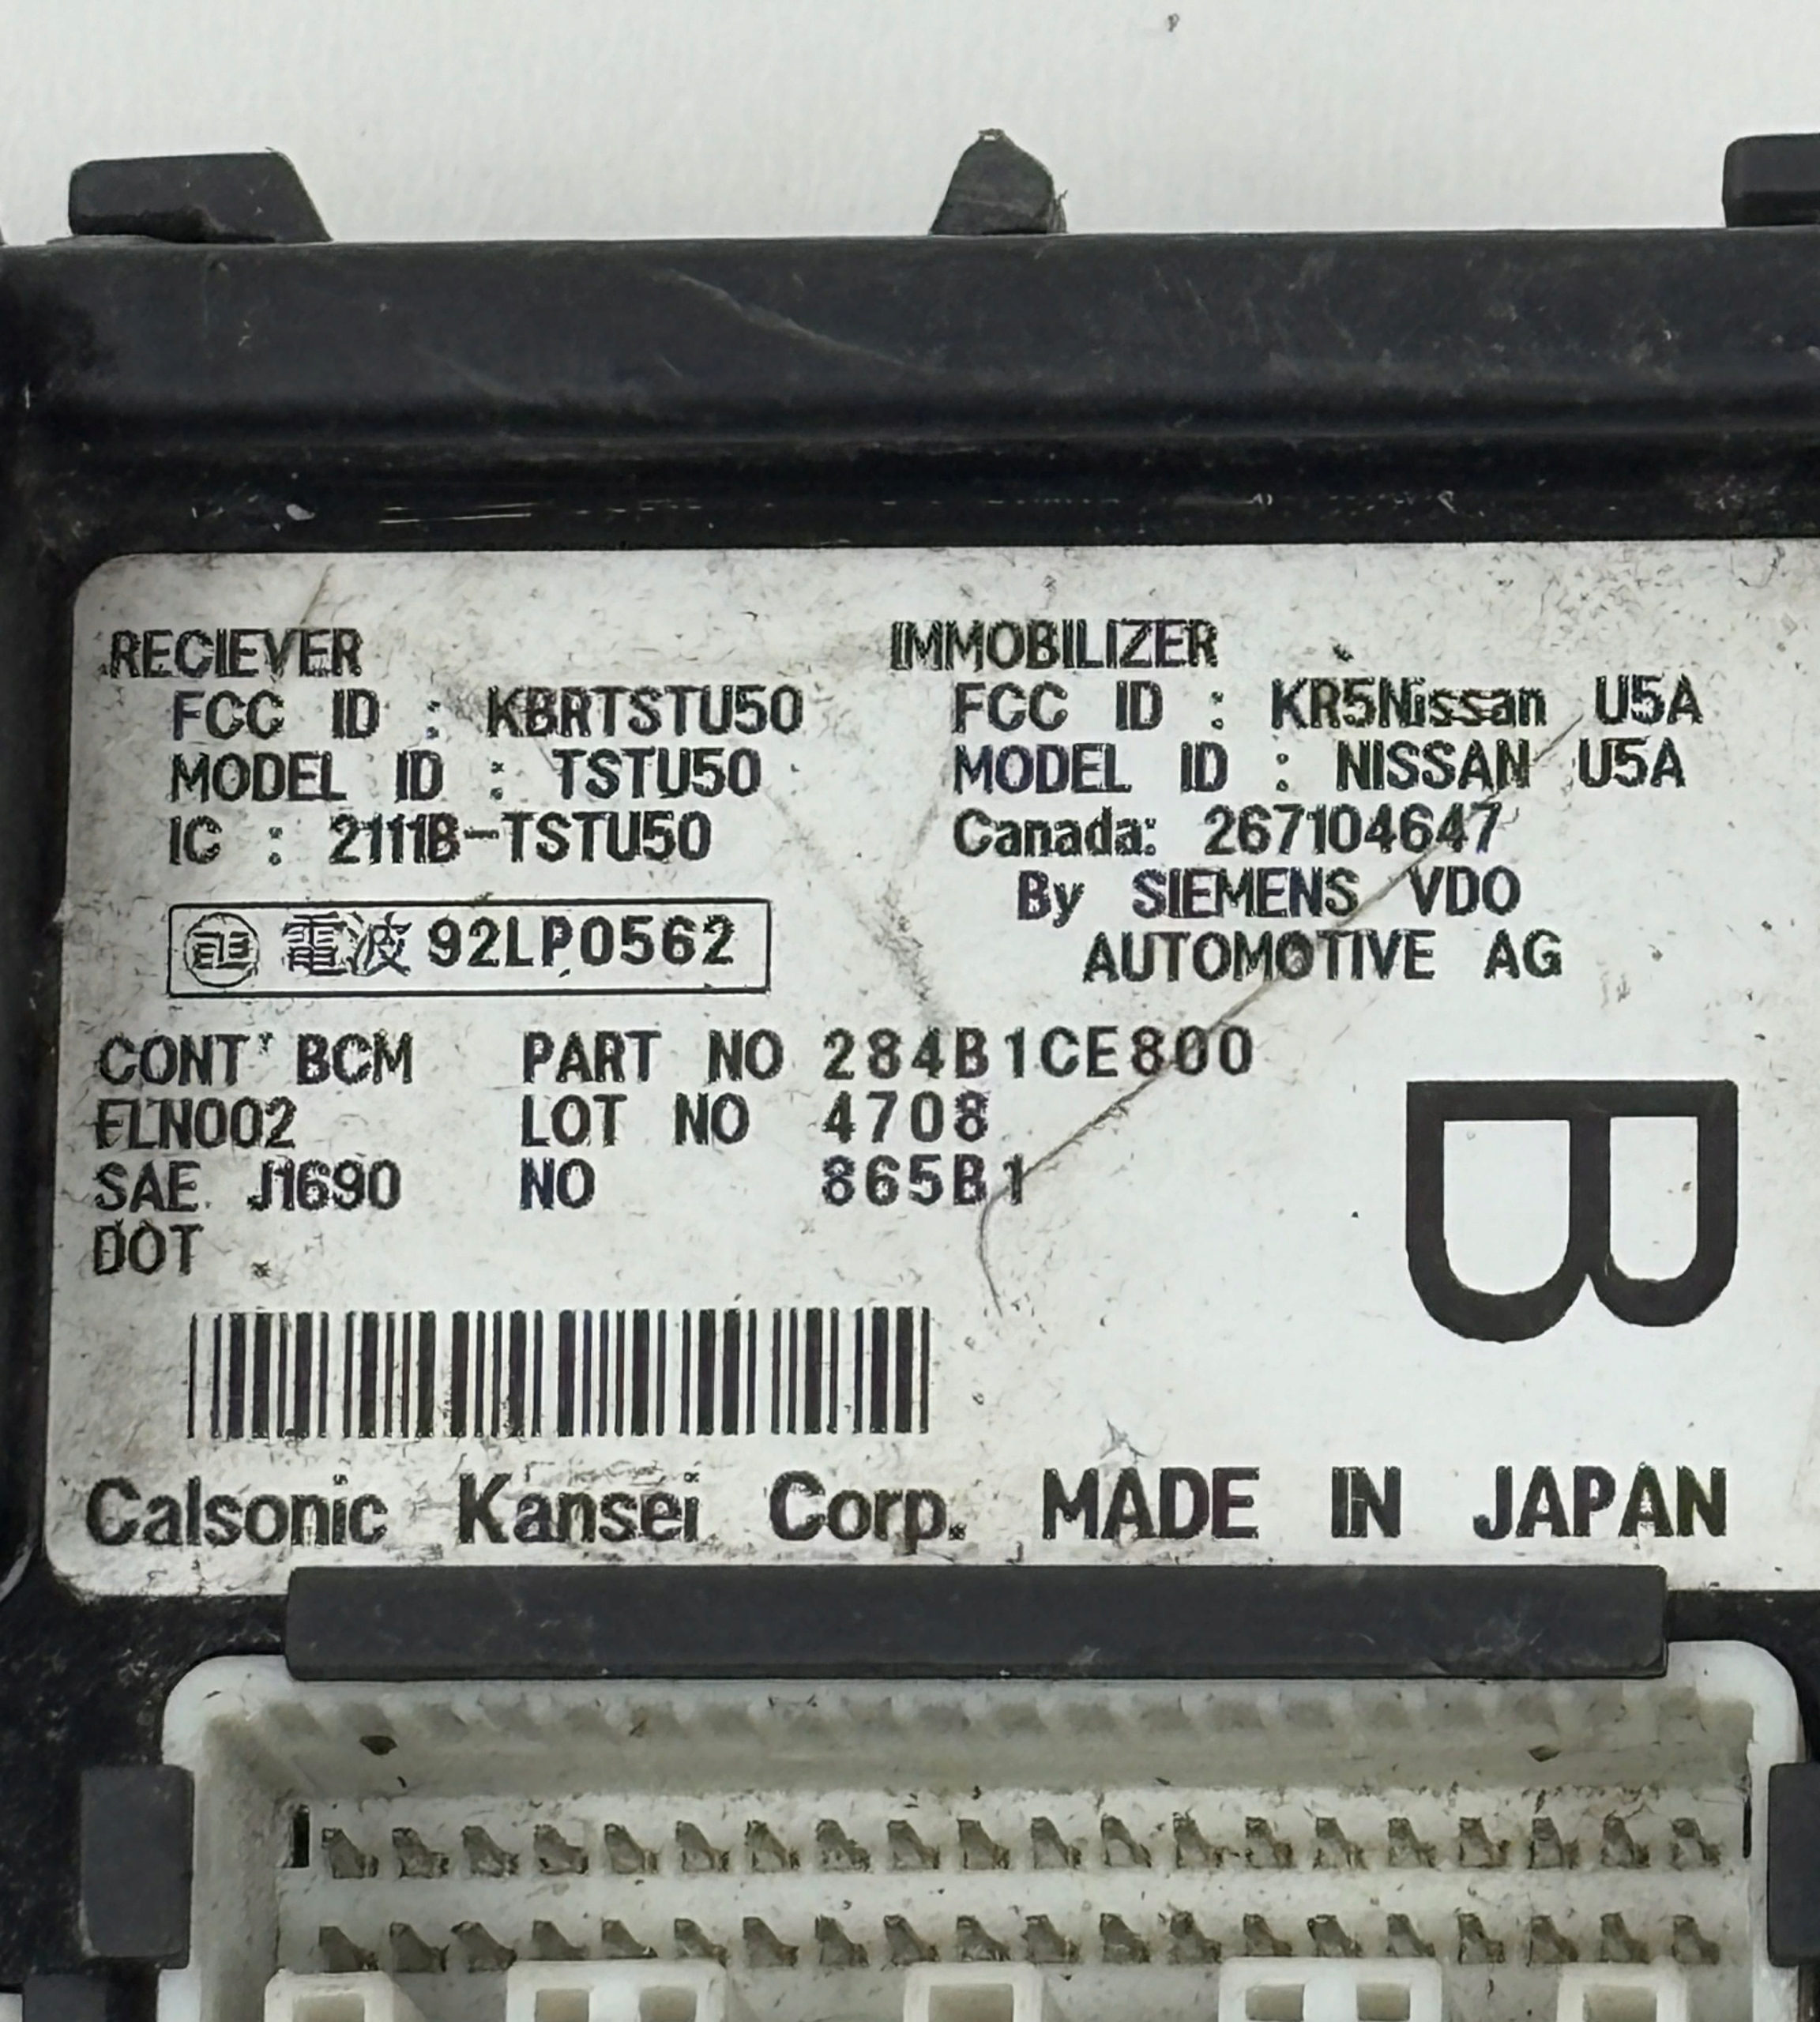 RECIEVER
FCC ID : KBRTSTU50
MODEL ID : TSTU50
IC : 2111B-TSTU50
電波 92LP0562
IMMOBILIZER
FCC ID : KR5Nissan U5A
MODEL ID : NISSAN U5A
Canada: 267104647
By SIEMENS VDO
AUTOMOTIVE AG
CONT BCM PART NO 284B1CE800
FLN002 LOT NO 4708
SAE J1690 NO 865B1
DOT
B
Calsonic Kansei Corp. MADE IN JAPAN